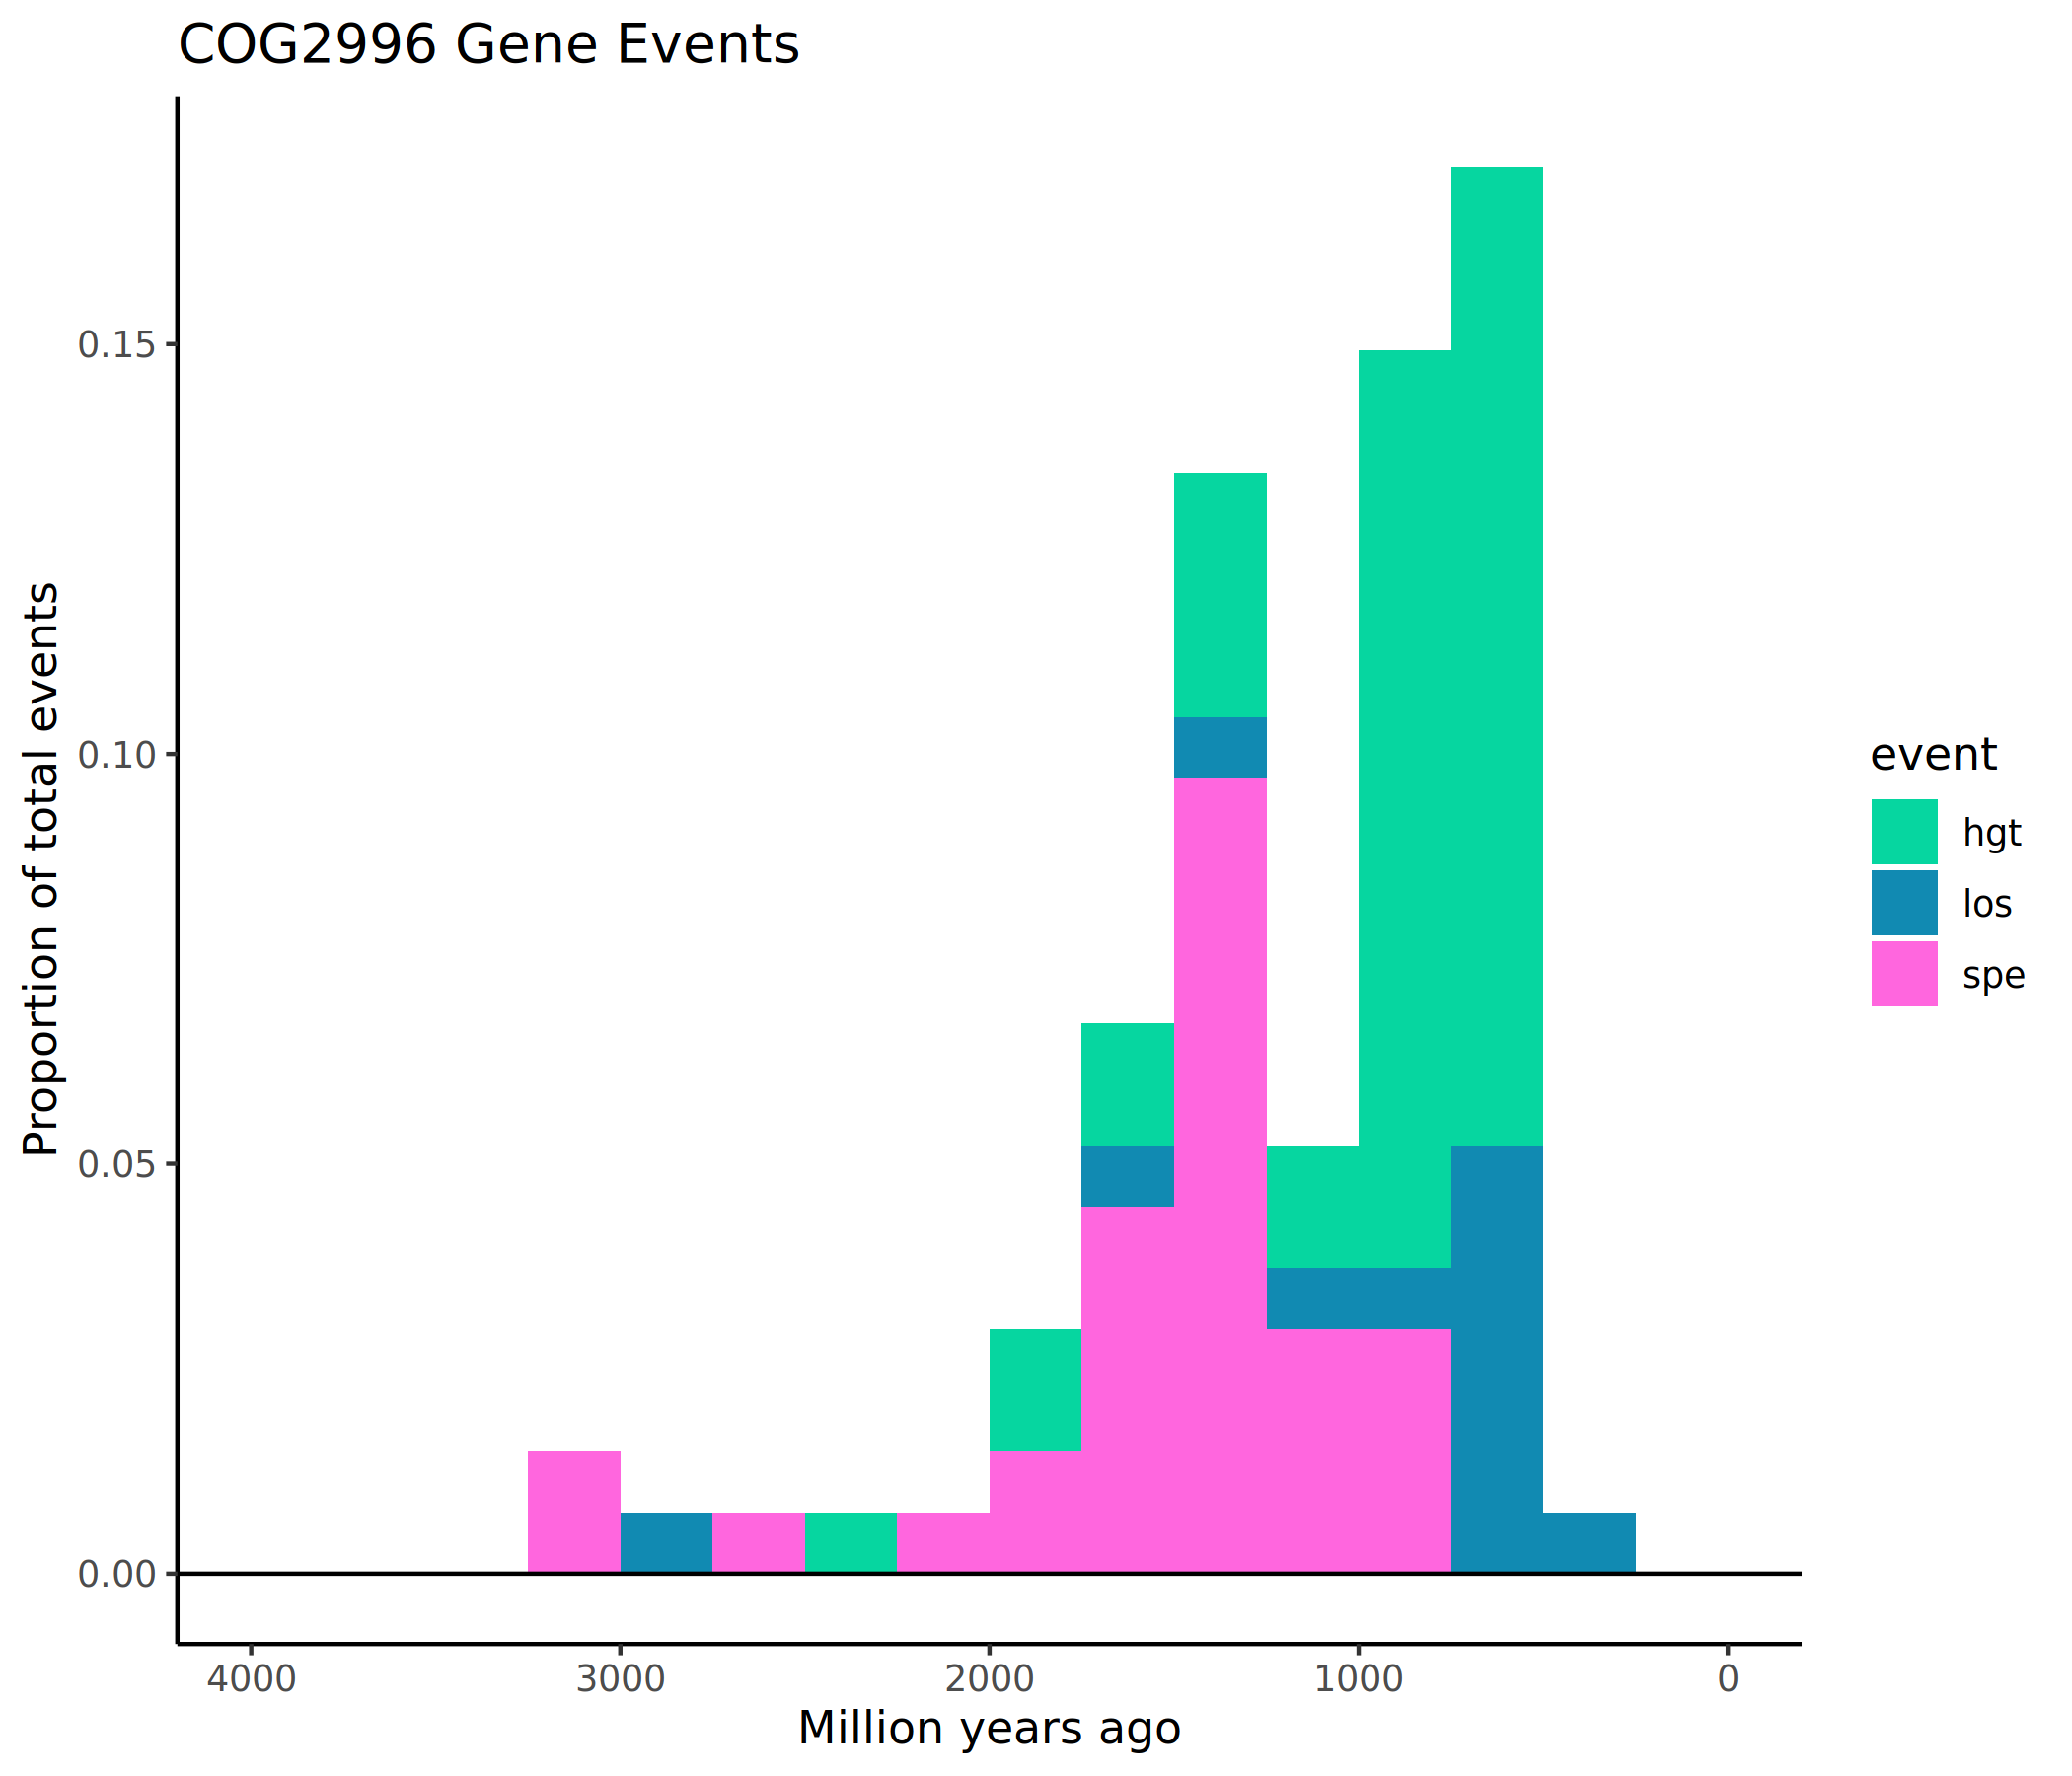 COG2996 Gene Events
Proportion of total events
0.15
0.10
0.05
0.00
4000 3000 2000 1000 0
Million years ago
event
hgt
los
spe